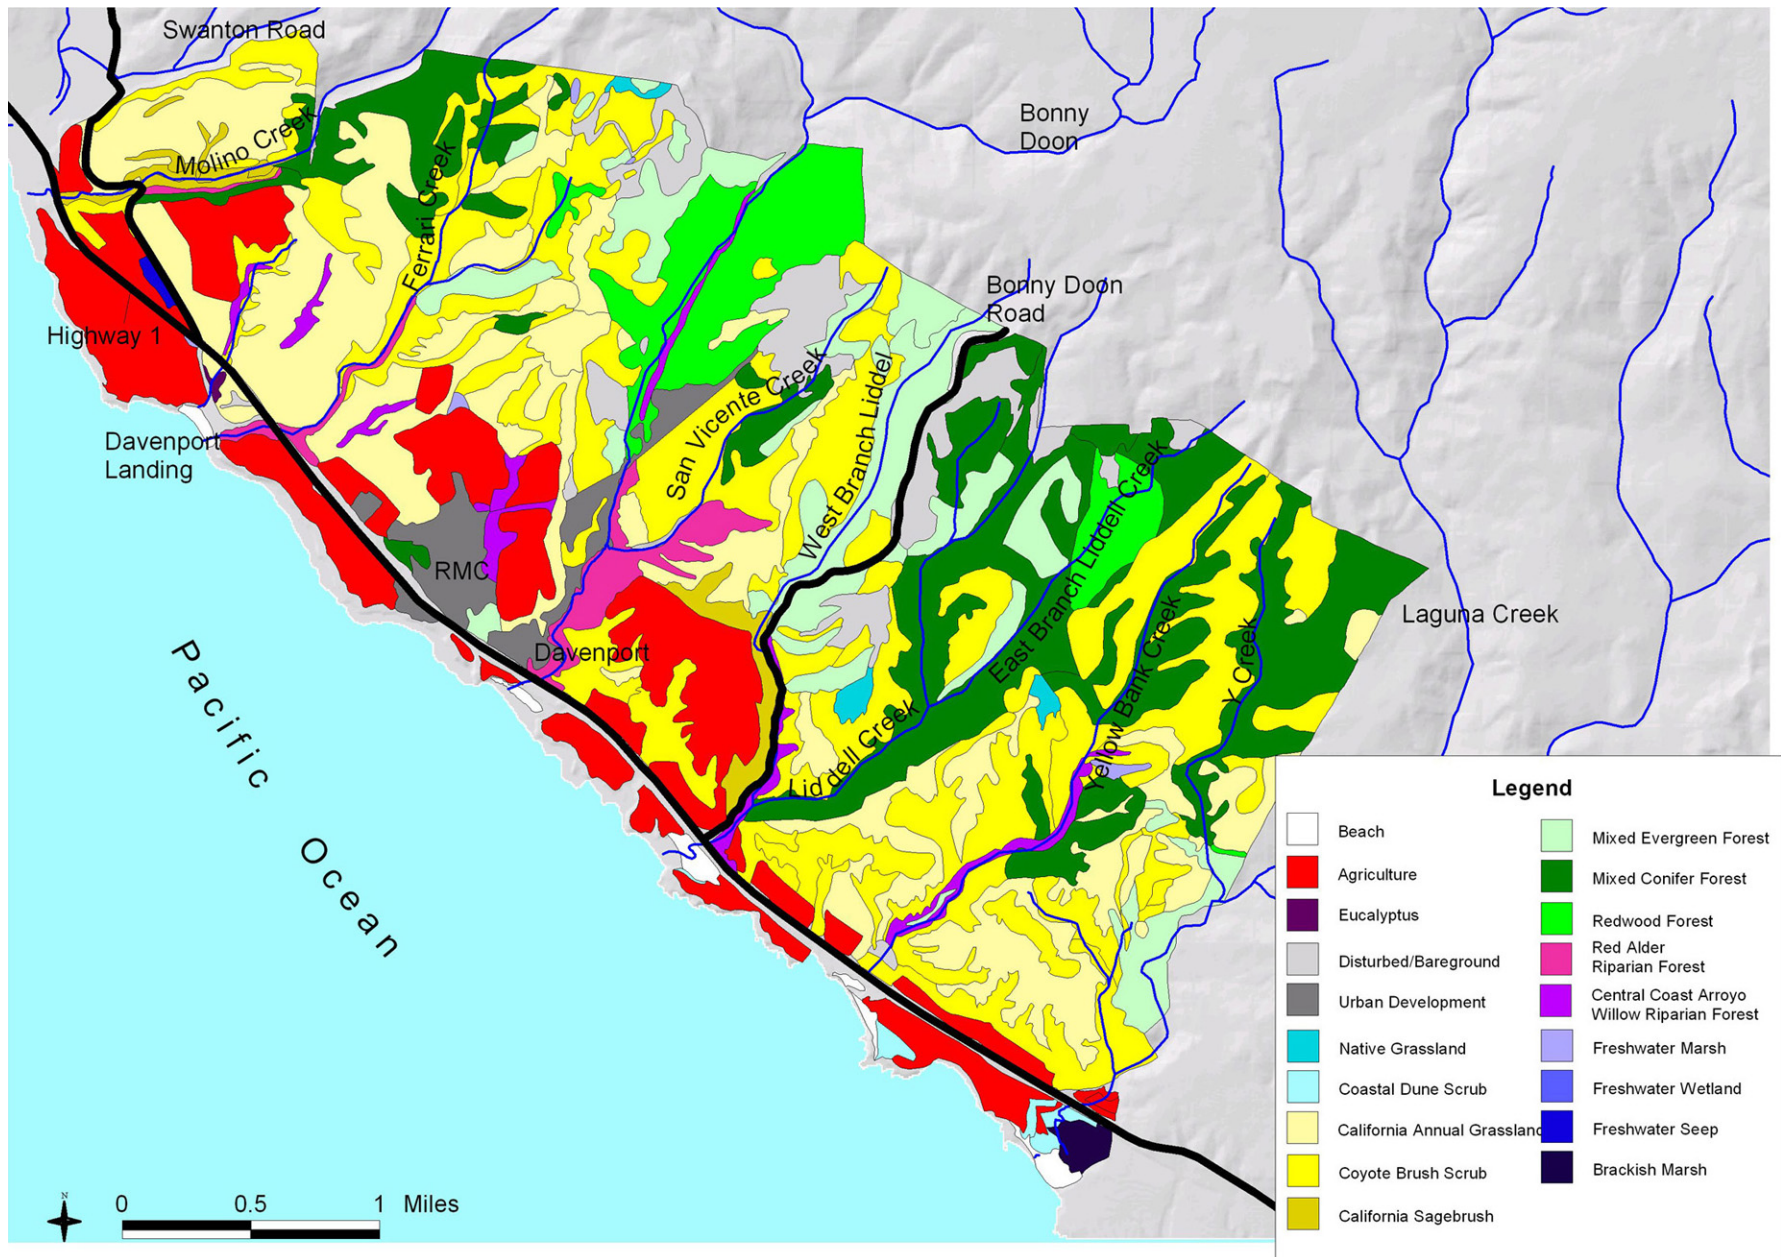 Swanton Road
Molino Creek
Bonny
Doon
Ferrari Creek
Bonny Doon
Road
Highway 1
San Vicente Creek
West Branch Liddel
Davenport
Landing
East Branch Liddell Creek
RMC
Laguna Creek
Davenport
Yellow Bank Creek
Y Creek
Pacific Ocean
Liddell Creek
Legend
Beach
Agriculture
Eucalyptus
Disturbed/Bareground
Urban Development
Native Grassland
Coastal Dune Scrub
California Annual Grassland
Coyote Brush Scrub
California Sagebrush
Mixed Evergreen Forest
Mixed Conifer Forest
Redwood Forest
Red Alder
Riparian Forest
Central Coast Arroyo
Willow Riparian Forest
Freshwater Marsh
Freshwater Wetland
Freshwater Seep
Brackish Marsh
N
0 0.5 1 Miles